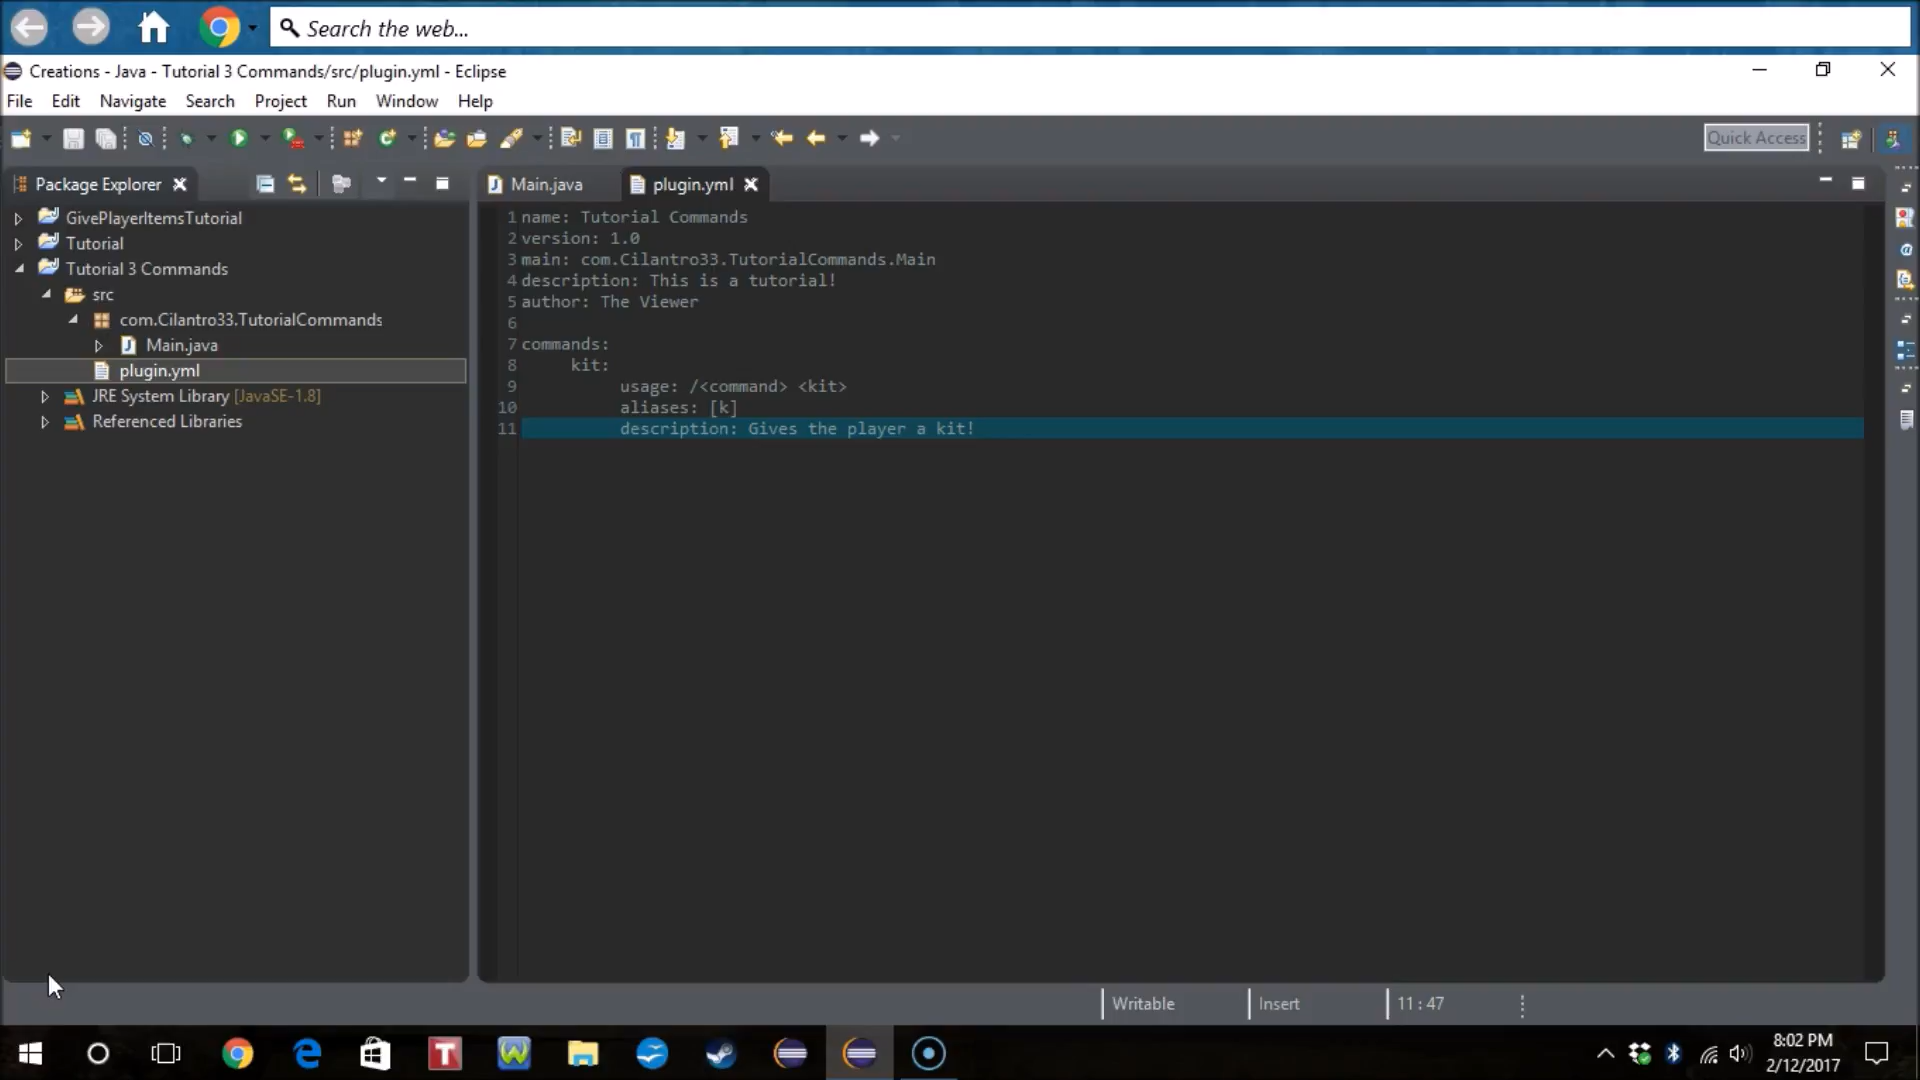 Search the web...
Creations - Java - Tutorial 3 Commands/src/plugin.yml - Eclipse
File Edit Navigate Search Project Run Window Help
Quick Access
Package Explorer
GivePlayerItemsTutorial
Tutorial
Tutorial 3 Commands
src
com.Cilantro33.TutorialCommands
Main.java
plugin.yml
JRE System Library [JavaSE-1.8]
Referenced Libraries
Main.java plugin.yml
1 name: Tutorial Commands
2 version: 1.0
3 main: com.Cilantro33.TutorialCommands.Main
4 description: This is a tutorial!
5 author: The Viewer
6
7 commands:
8 kit:
9 usage: /<command> <kit>
10 aliases: [k]
11 description: Gives the player a kit!
Writable Insert 11 : 47
8:02 PM
2/12/2017